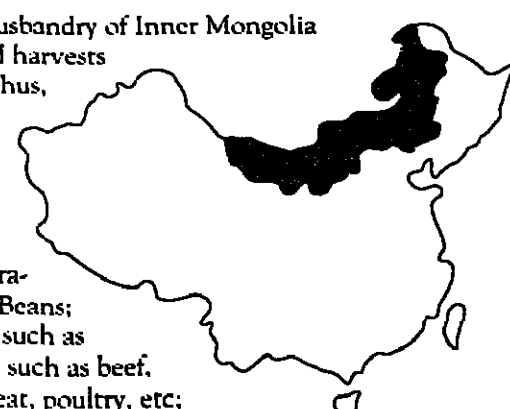 usbandry of Inner Mongolia
d harvests
hus,
ra-
Beans;
such as
such as beef,
eat, poultry, etc;